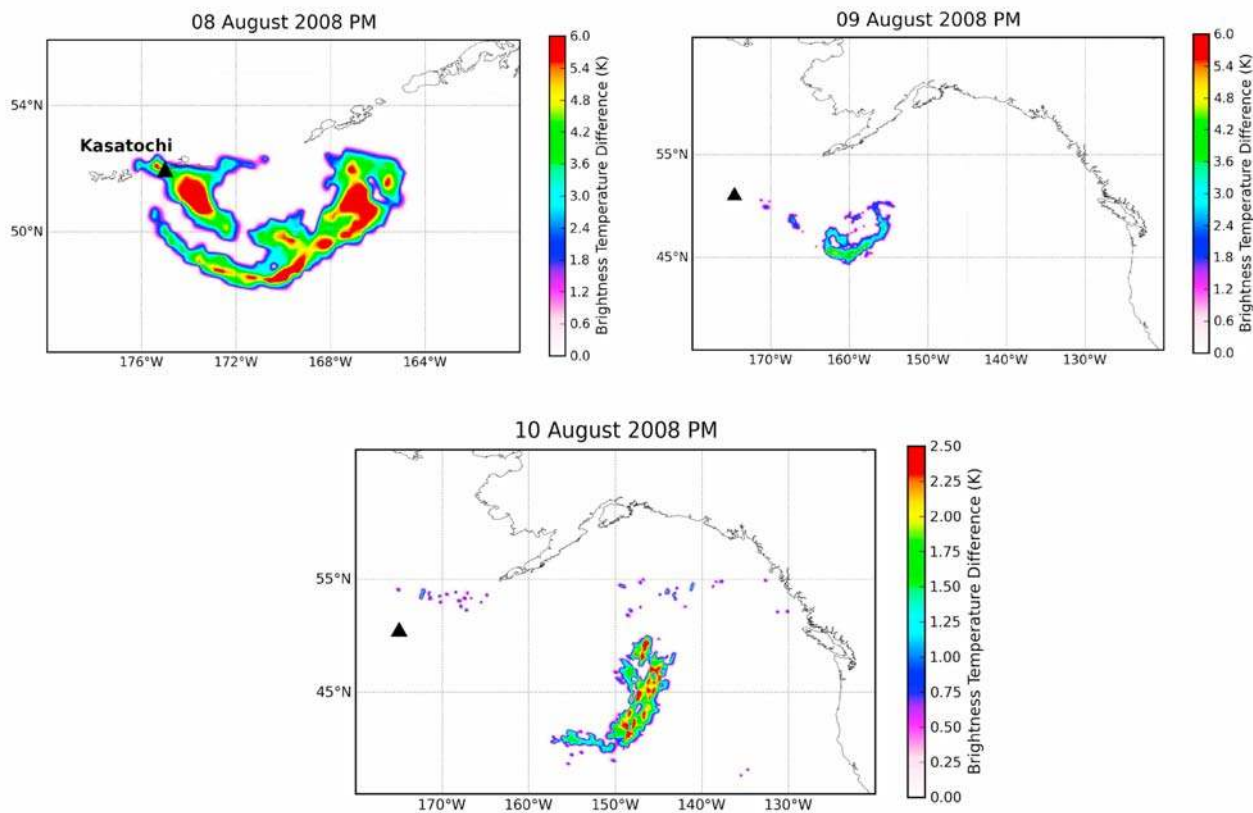 08 August 2008 PM
54°N
50°N
Kasatochi
176°W 172°W 168°W 164°W
6.0
5.4
4.8
4.2
3.6
3.0
2.4
1.8
1.2
0.6
0.0
Brightness Temperature Difference (K)
09 August 2008 PM
55°N
45°N
170°W 160°W 150°W 140°W 130°W
6.0
5.4
4.8
4.2
3.6
3.0
2.4
1.8
1.2
0.6
0.0
Brightness Temperature Difference (K)
10 August 2008 PM
55°N
45°N
170°W 160°W 150°W 140°W 130°W
2.50
2.25
2.00
1.75
1.50
1.25
1.00
0.75
0.50
0.25
0.00
Brightness Temperature Difference (K)